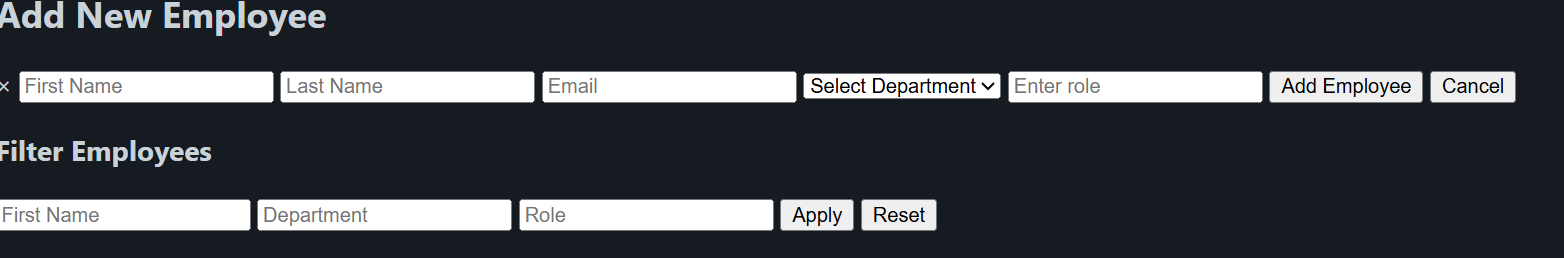 Add New Employee
× First Name Last Name Email Select Department Enter role Add Employee Cancel
Filter Employees
First Name Department Role Apply Reset